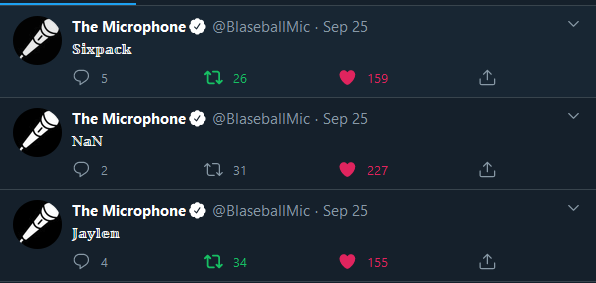 The Microphone @BlaseballMic · Sep 25
𝕊𝕚𝕩𝕡𝕒𝕔𝕜
5 26 159
The Microphone @BlaseballMic · Sep 25
ℕ𝕒ℕ
2 31 227
The Microphone @BlaseballMic · Sep 25
𝕁𝕒𝕪𝕝𝕖𝕟
4 34 155